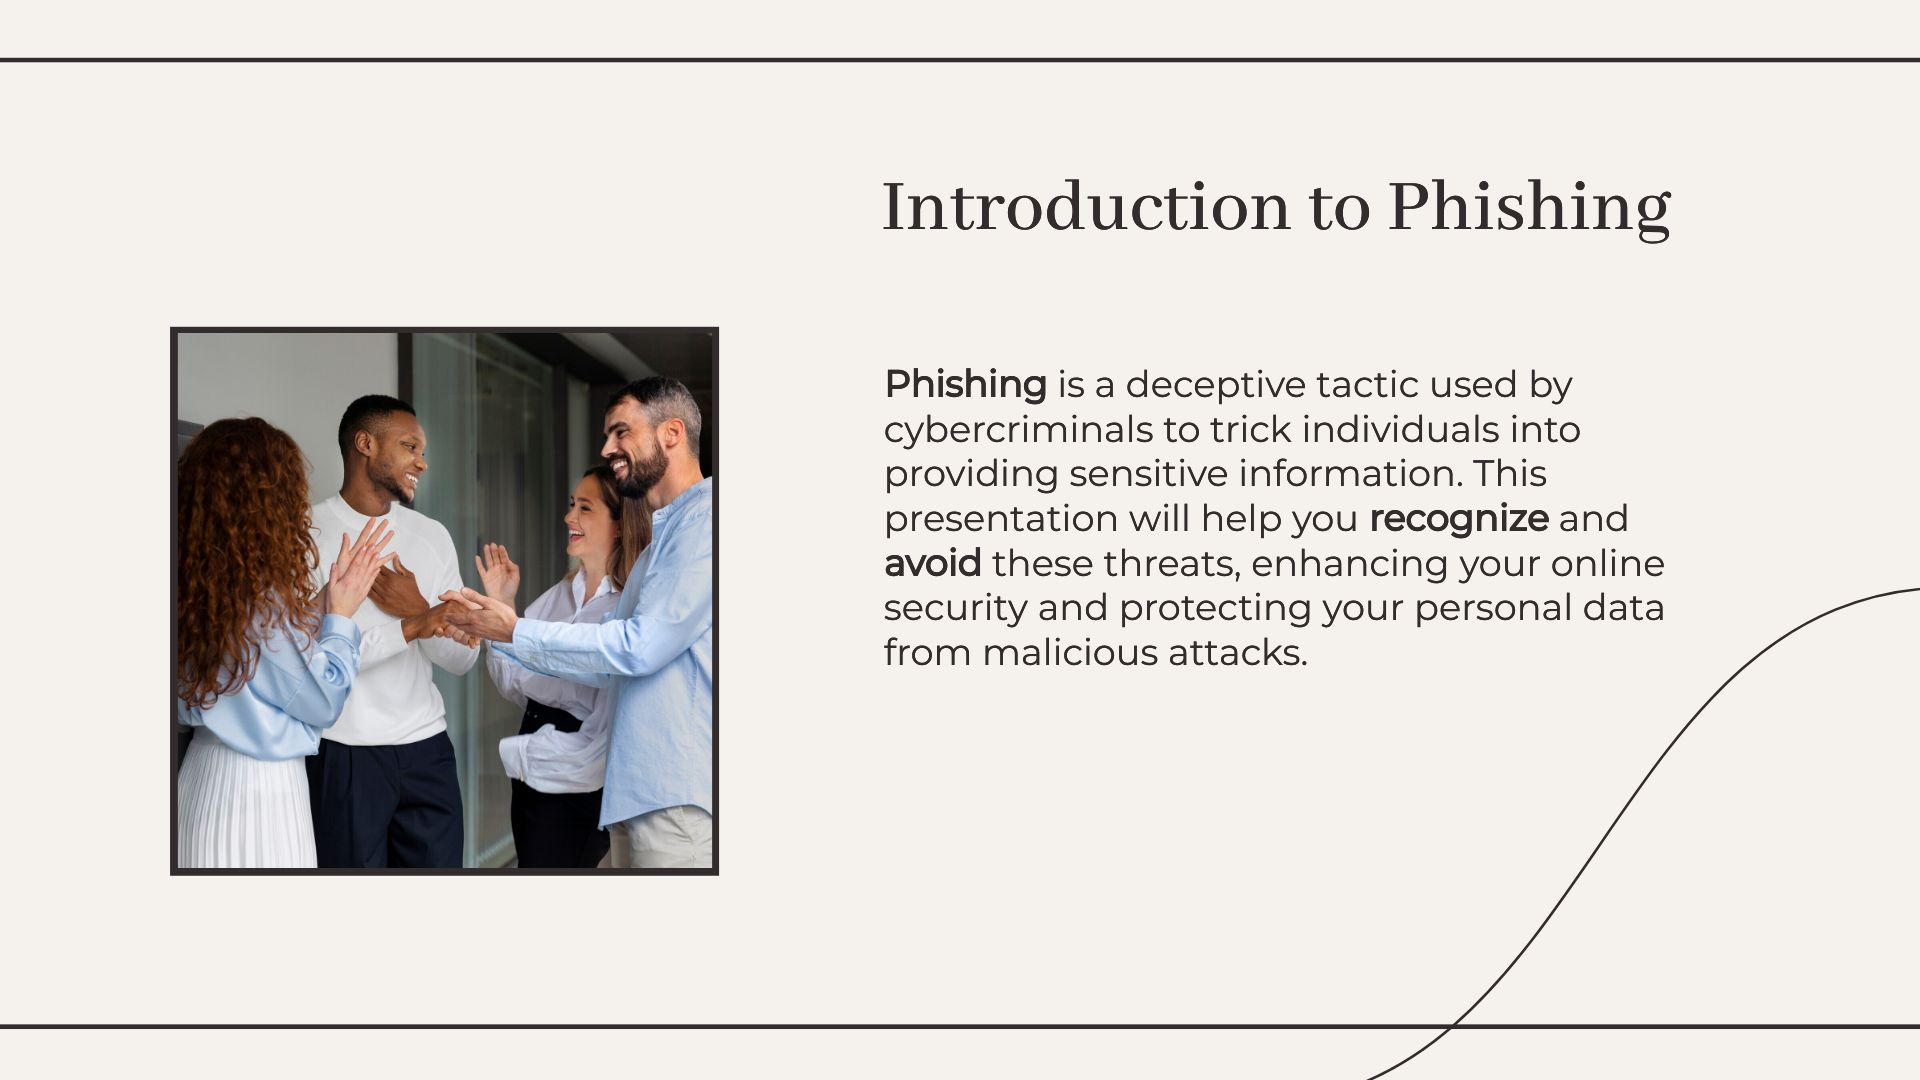 Introduction to Phishing
Phishing is a deceptive tactic used by
cybercriminals to trick individuals into
providing sensitive information. This
presentation will help you recognize and
avoid these threats, enhancing your online
security and protecting your personal data
from malicious attacks.